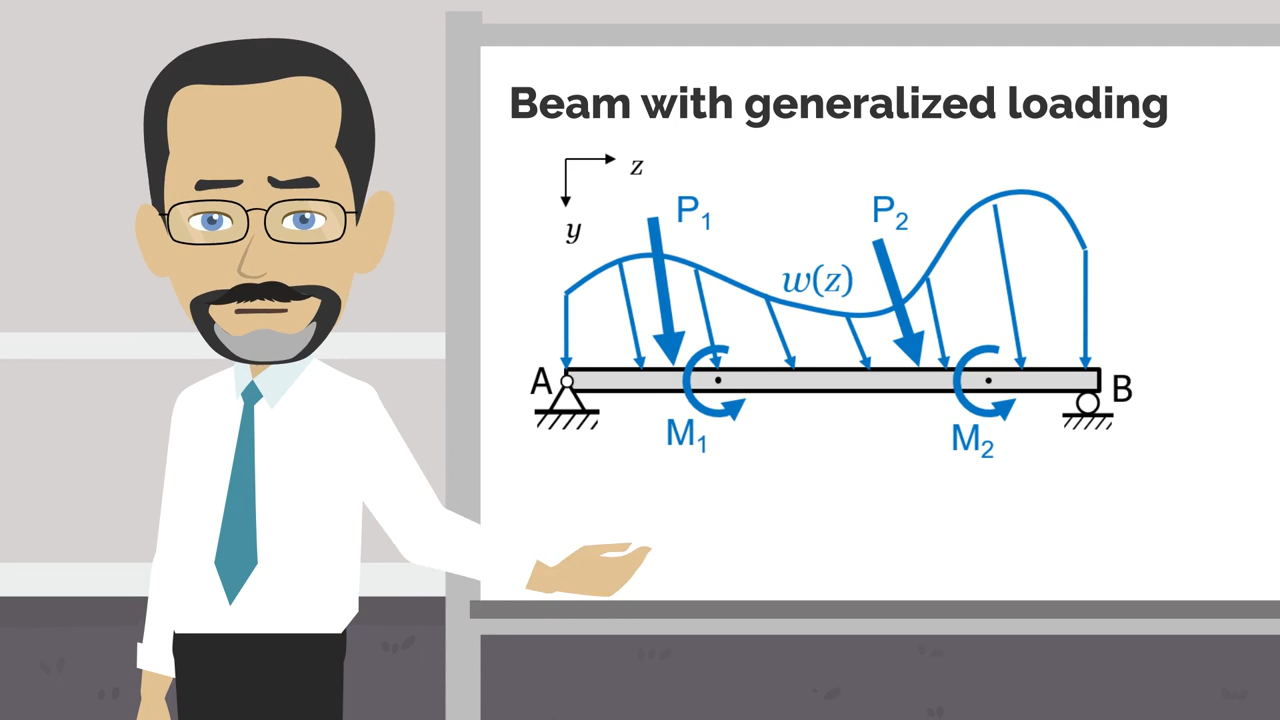 Beam with generalized loading
z
y
P₁
P₂
w(z)
A
B
M₁
M₂